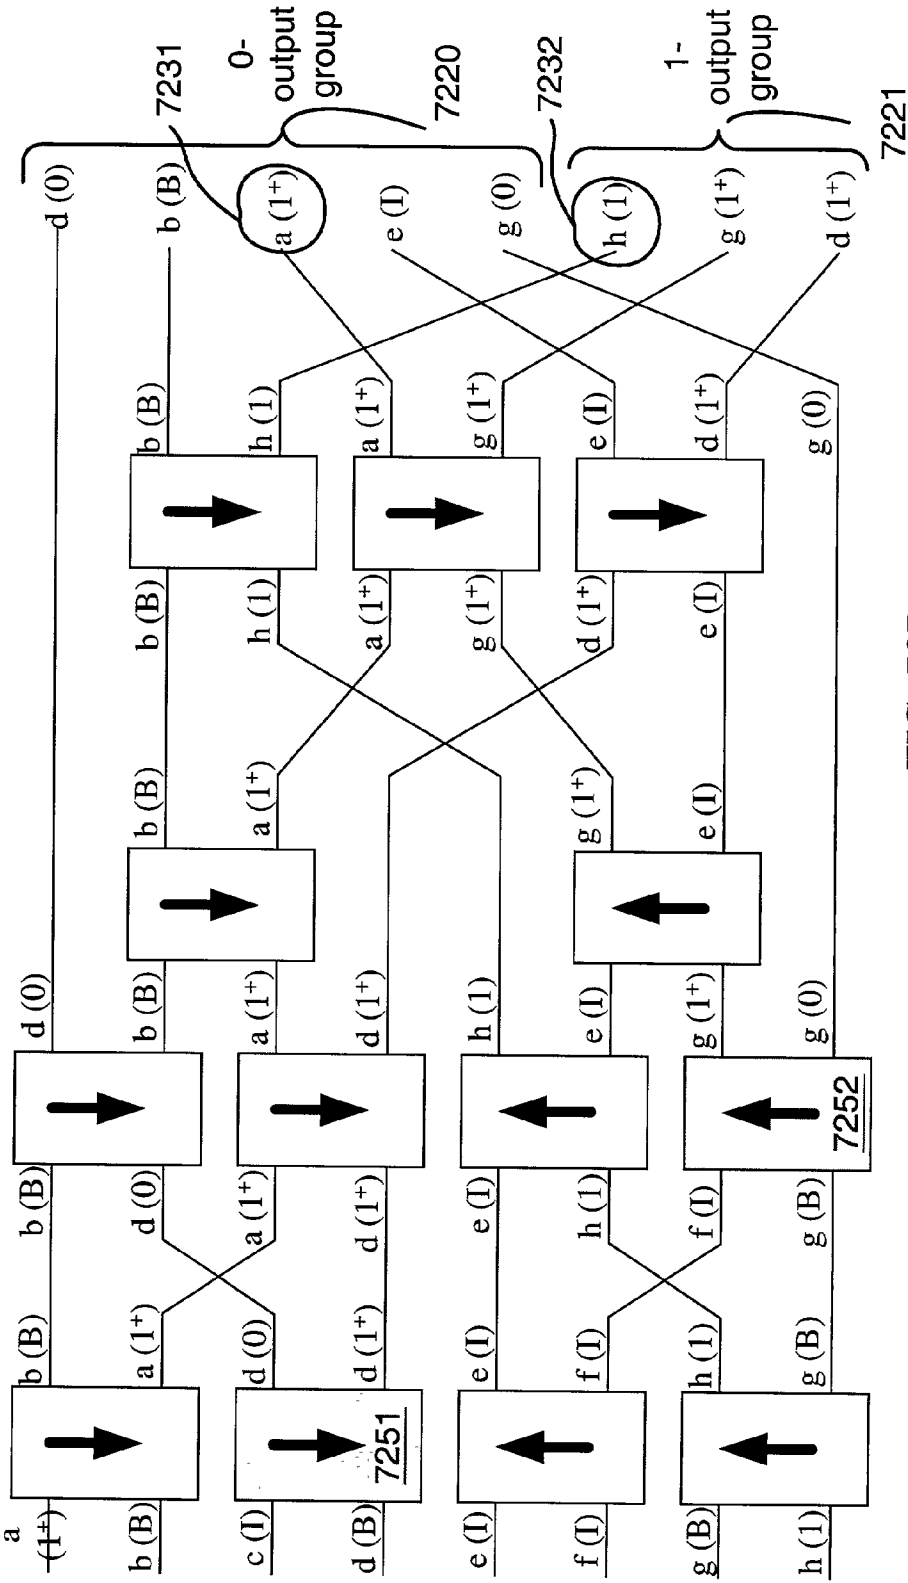 a
(1+)
b (B)
c (I)
d (B)
e (I)
f (I)
g (B)
h (1)
7251
b (B)
a (1+)
d (0)
d (1+)
e (I)
f (I)
h (1)
g (B)
b (B)
d (0)
a (1+)
d (1+)
e (I)
h (1)
f (I)
g (B)
7252
d (0)
b (B)
a (1+)
d (1+)
h (1)
e (I)
g (1+)
g (0)
b (B)
a (1+)
g (1+)
e (I)
b (B)
h (1)
a (1+)
g (1+)
d (1+)
e (I)
b (B)
h (1)
a (1+)
g (1+)
e (I)
d (1+)
g (0)
d (0)
b (B)
a (1+)
e (I)
g (0)
h (1)
g (1+)
d (1+)
7231
0-
output
group
7220
7232
1-
output
group
7221